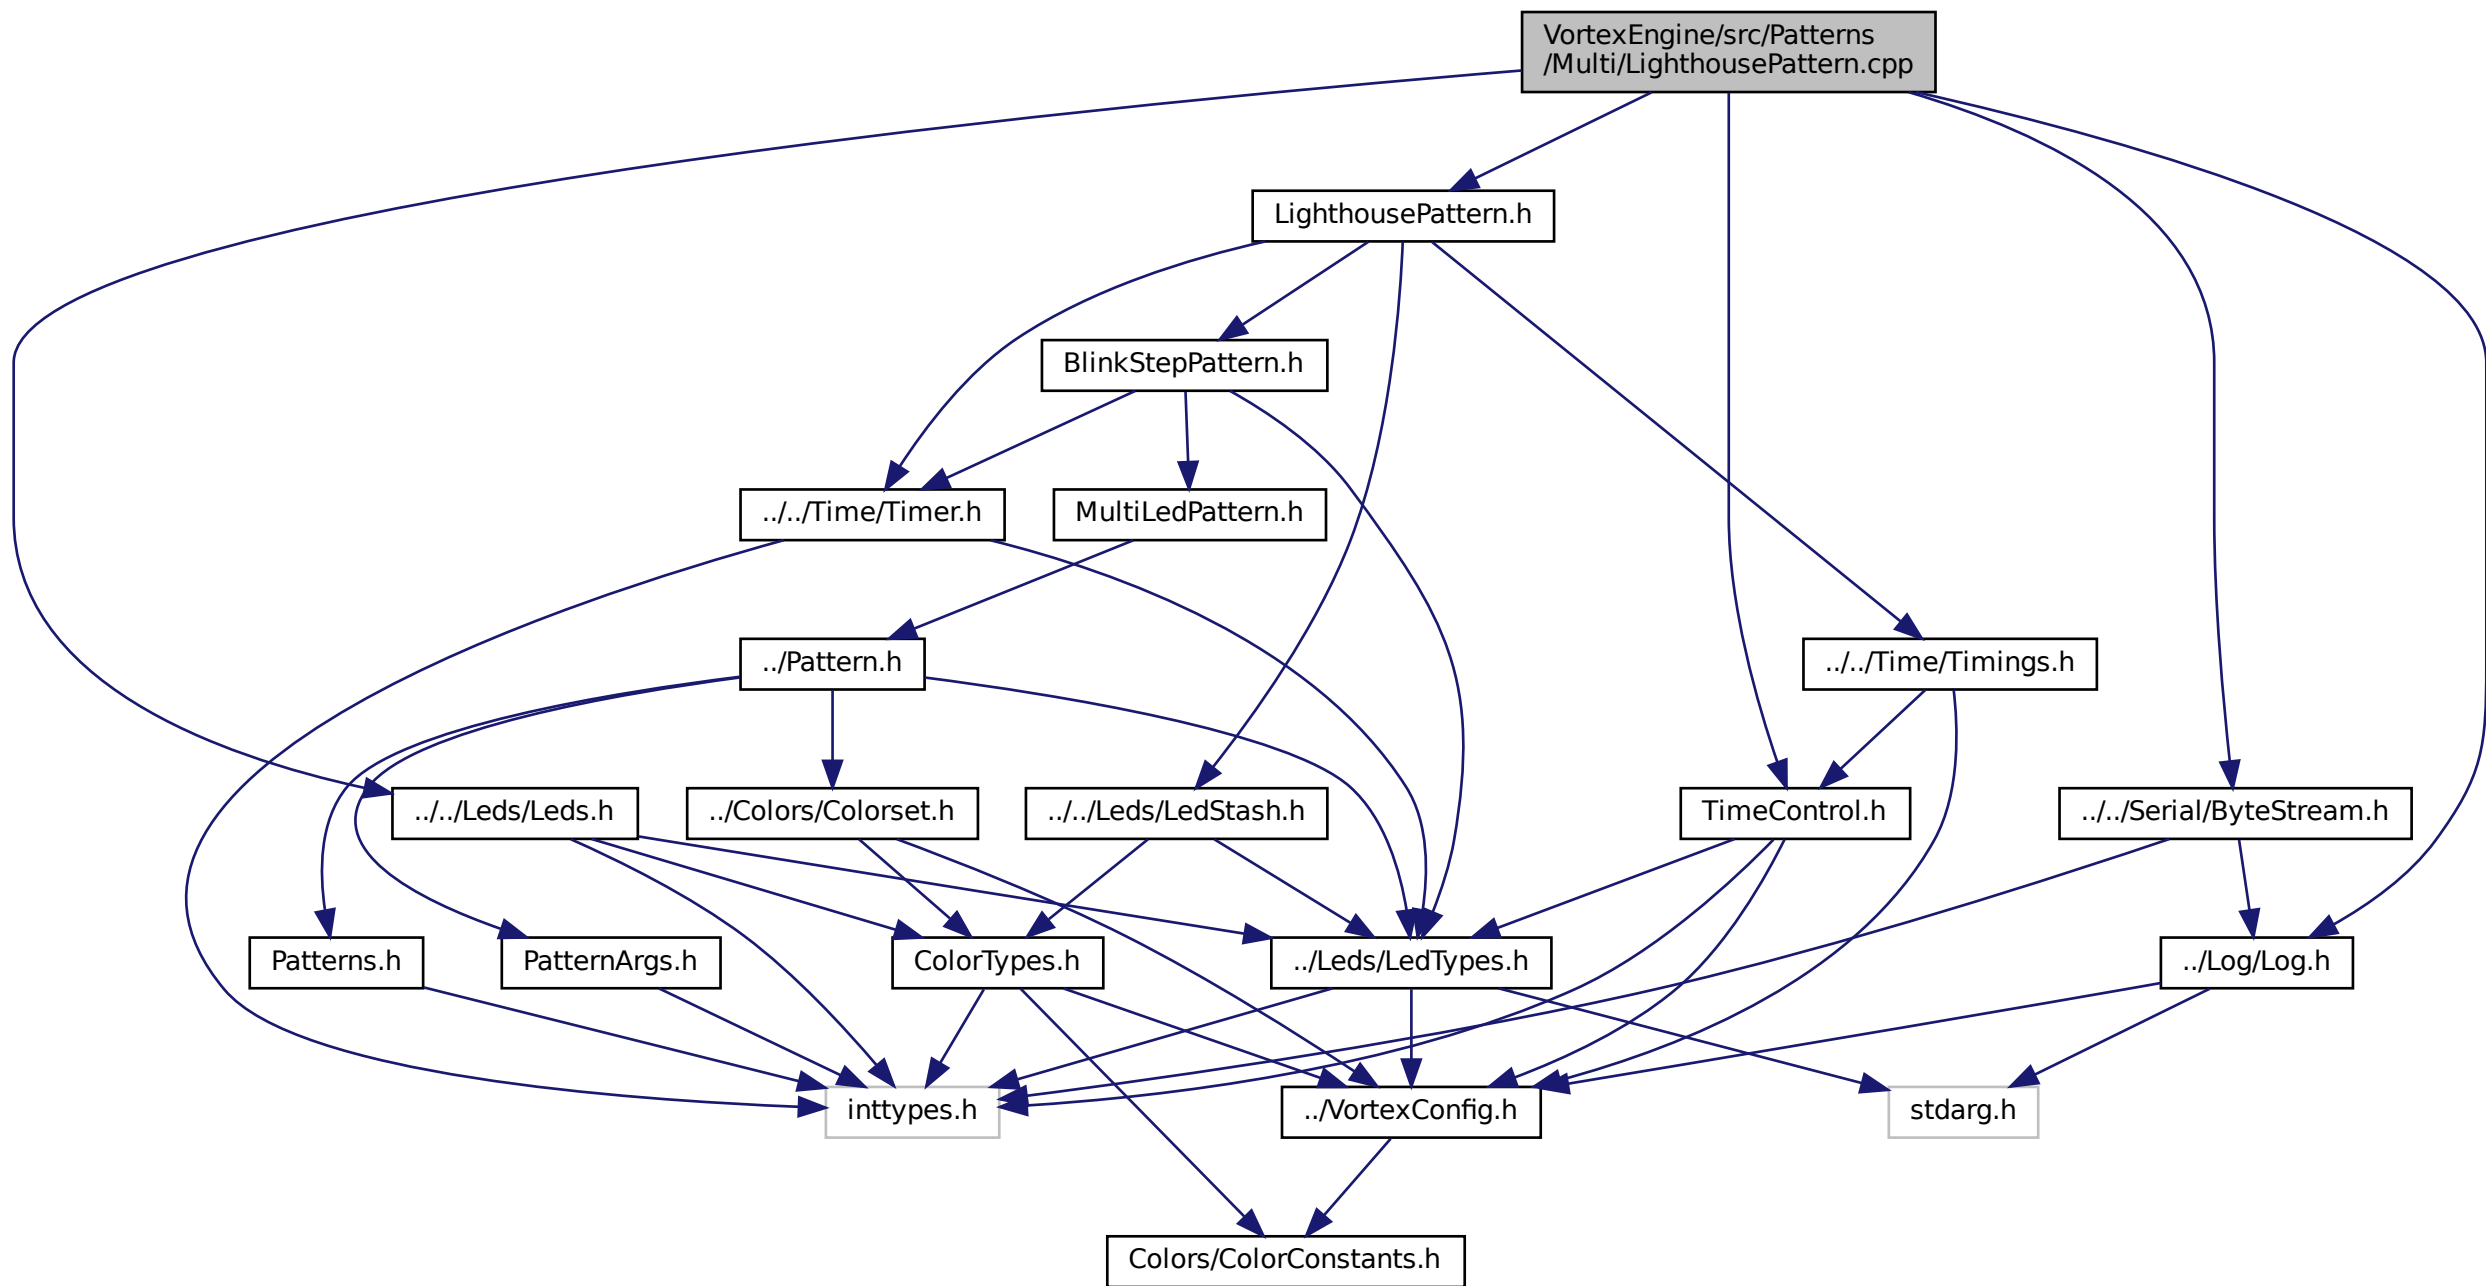 VortexEngine/src/Patterns
/Multi/LighthousePattern.cpp
LighthousePattern.h
BlinkStepPattern.h
../../Time/Timer.h
MultiLedPattern.h
../Pattern.h
../../Time/Timings.h
../../Leds/Leds.h
../Colors/Colorset.h
../../Leds/LedStash.h
TimeControl.h
../../Serial/ByteStream.h
Patterns.h
PatternArgs.h
ColorTypes.h
../Leds/LedTypes.h
../Log/Log.h
inttypes.h
../VortexConfig.h
stdarg.h
Colors/ColorConstants.h